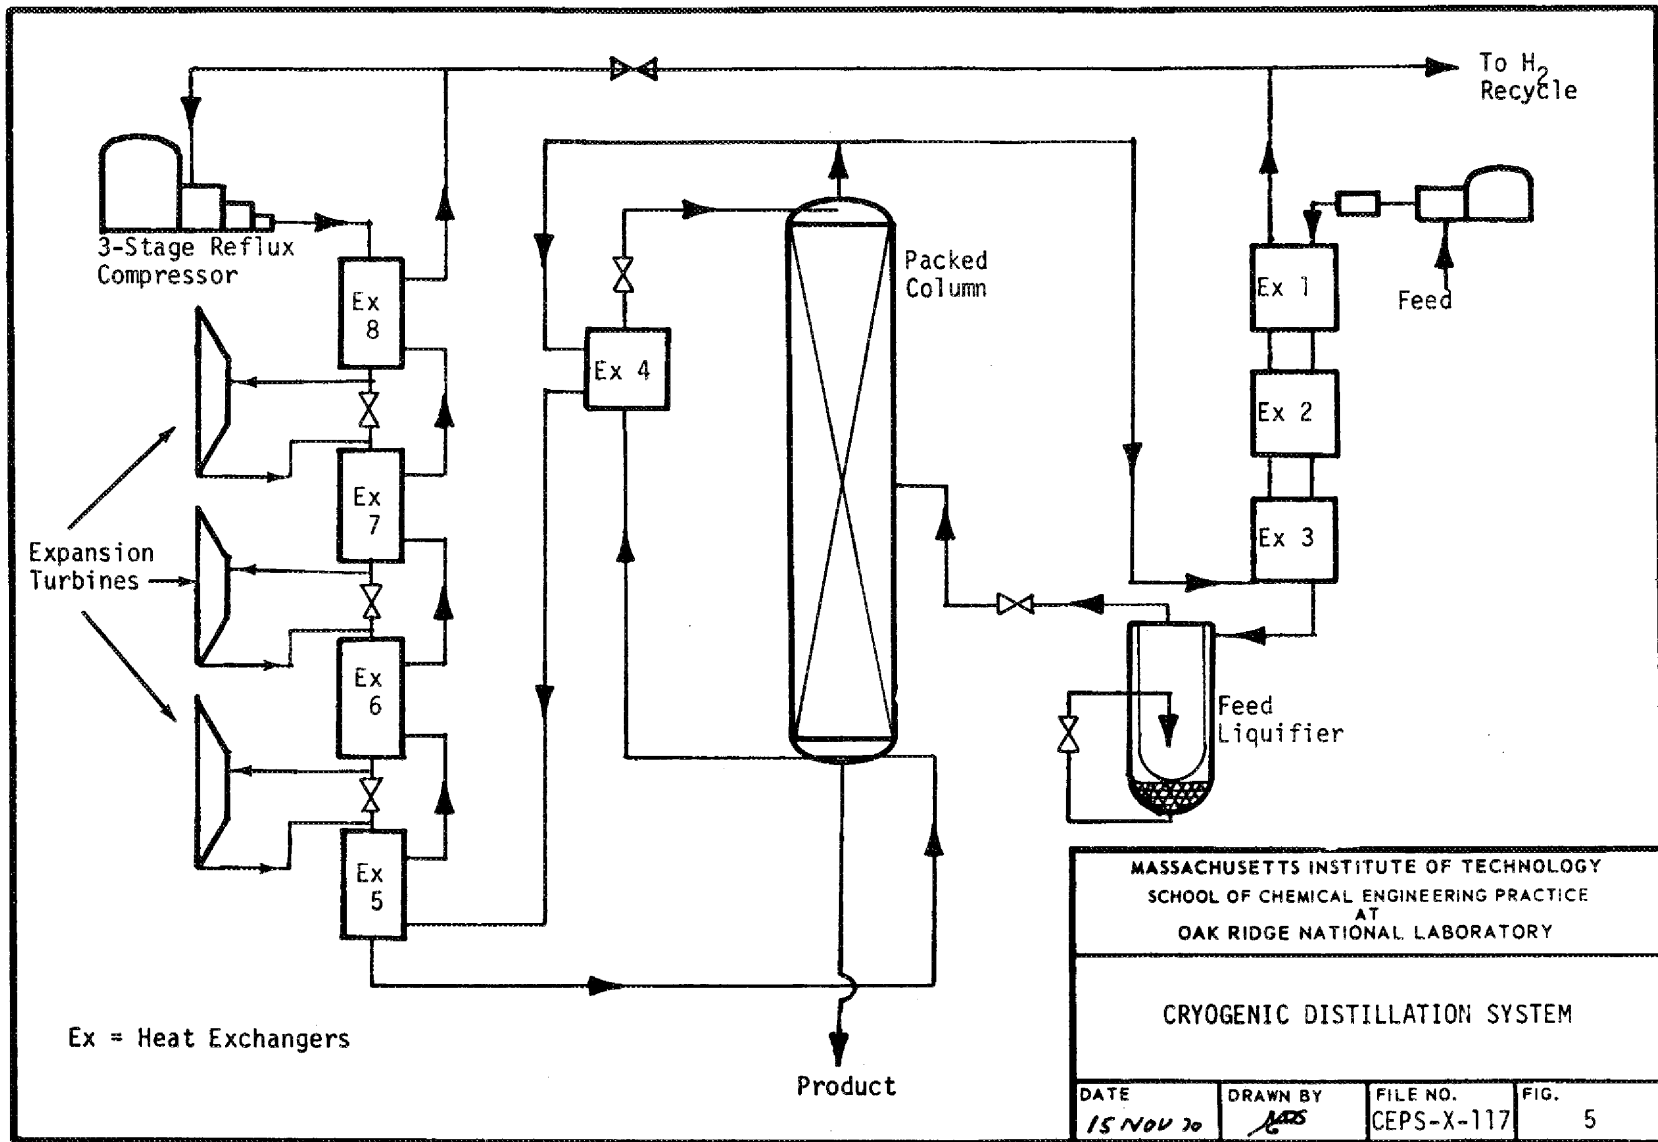 To H2
Recycle
3-Stage Reflux
Compressor
Ex
8
Packed
Column
Ex 1
Feed
Ex 4
Ex 2
Ex
7
Ex 3
Expansion
Turbines
Ex
6
Feed
Liquifier
Ex
5
Ex = Heat Exchangers
Product
MASSACHUSETTS INSTITUTE OF TECHNOLOGY
SCHOOL OF CHEMICAL ENGINEERING PRACTICE
AT
OAK RIDGE NATIONAL LABORATORY
CRYOGENIC DISTILLATION SYSTEM
DATE
15 NOV 70
DRAWN BY
FILE NO.
CEPS-X-117
FIG.
5